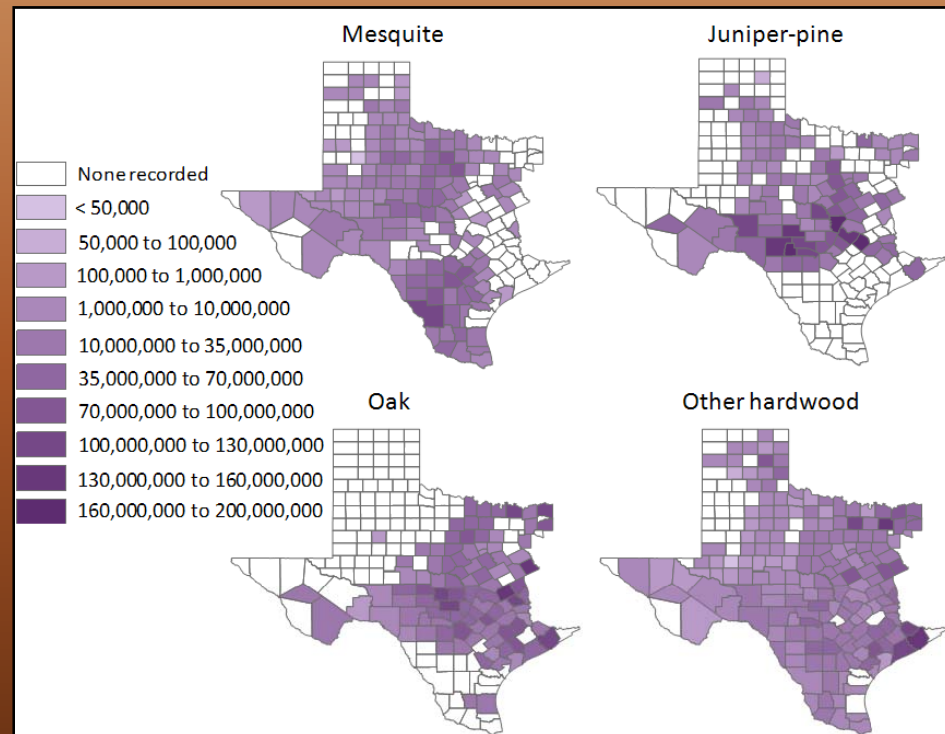 Mesquite
Juniper-pine
None recorded
< 50,000
50,000 to 100,000
100,000 to 1,000,000
1,000,000 to 10,000,000
10,000,000 to 35,000,000
35,000,000 to 70,000,000
70,000,000 to 100,000,000
100,000,000 to 130,000,000
130,000,000 to 160,000,000
160,000,000 to 200,000,000
Oak
Other hardwood